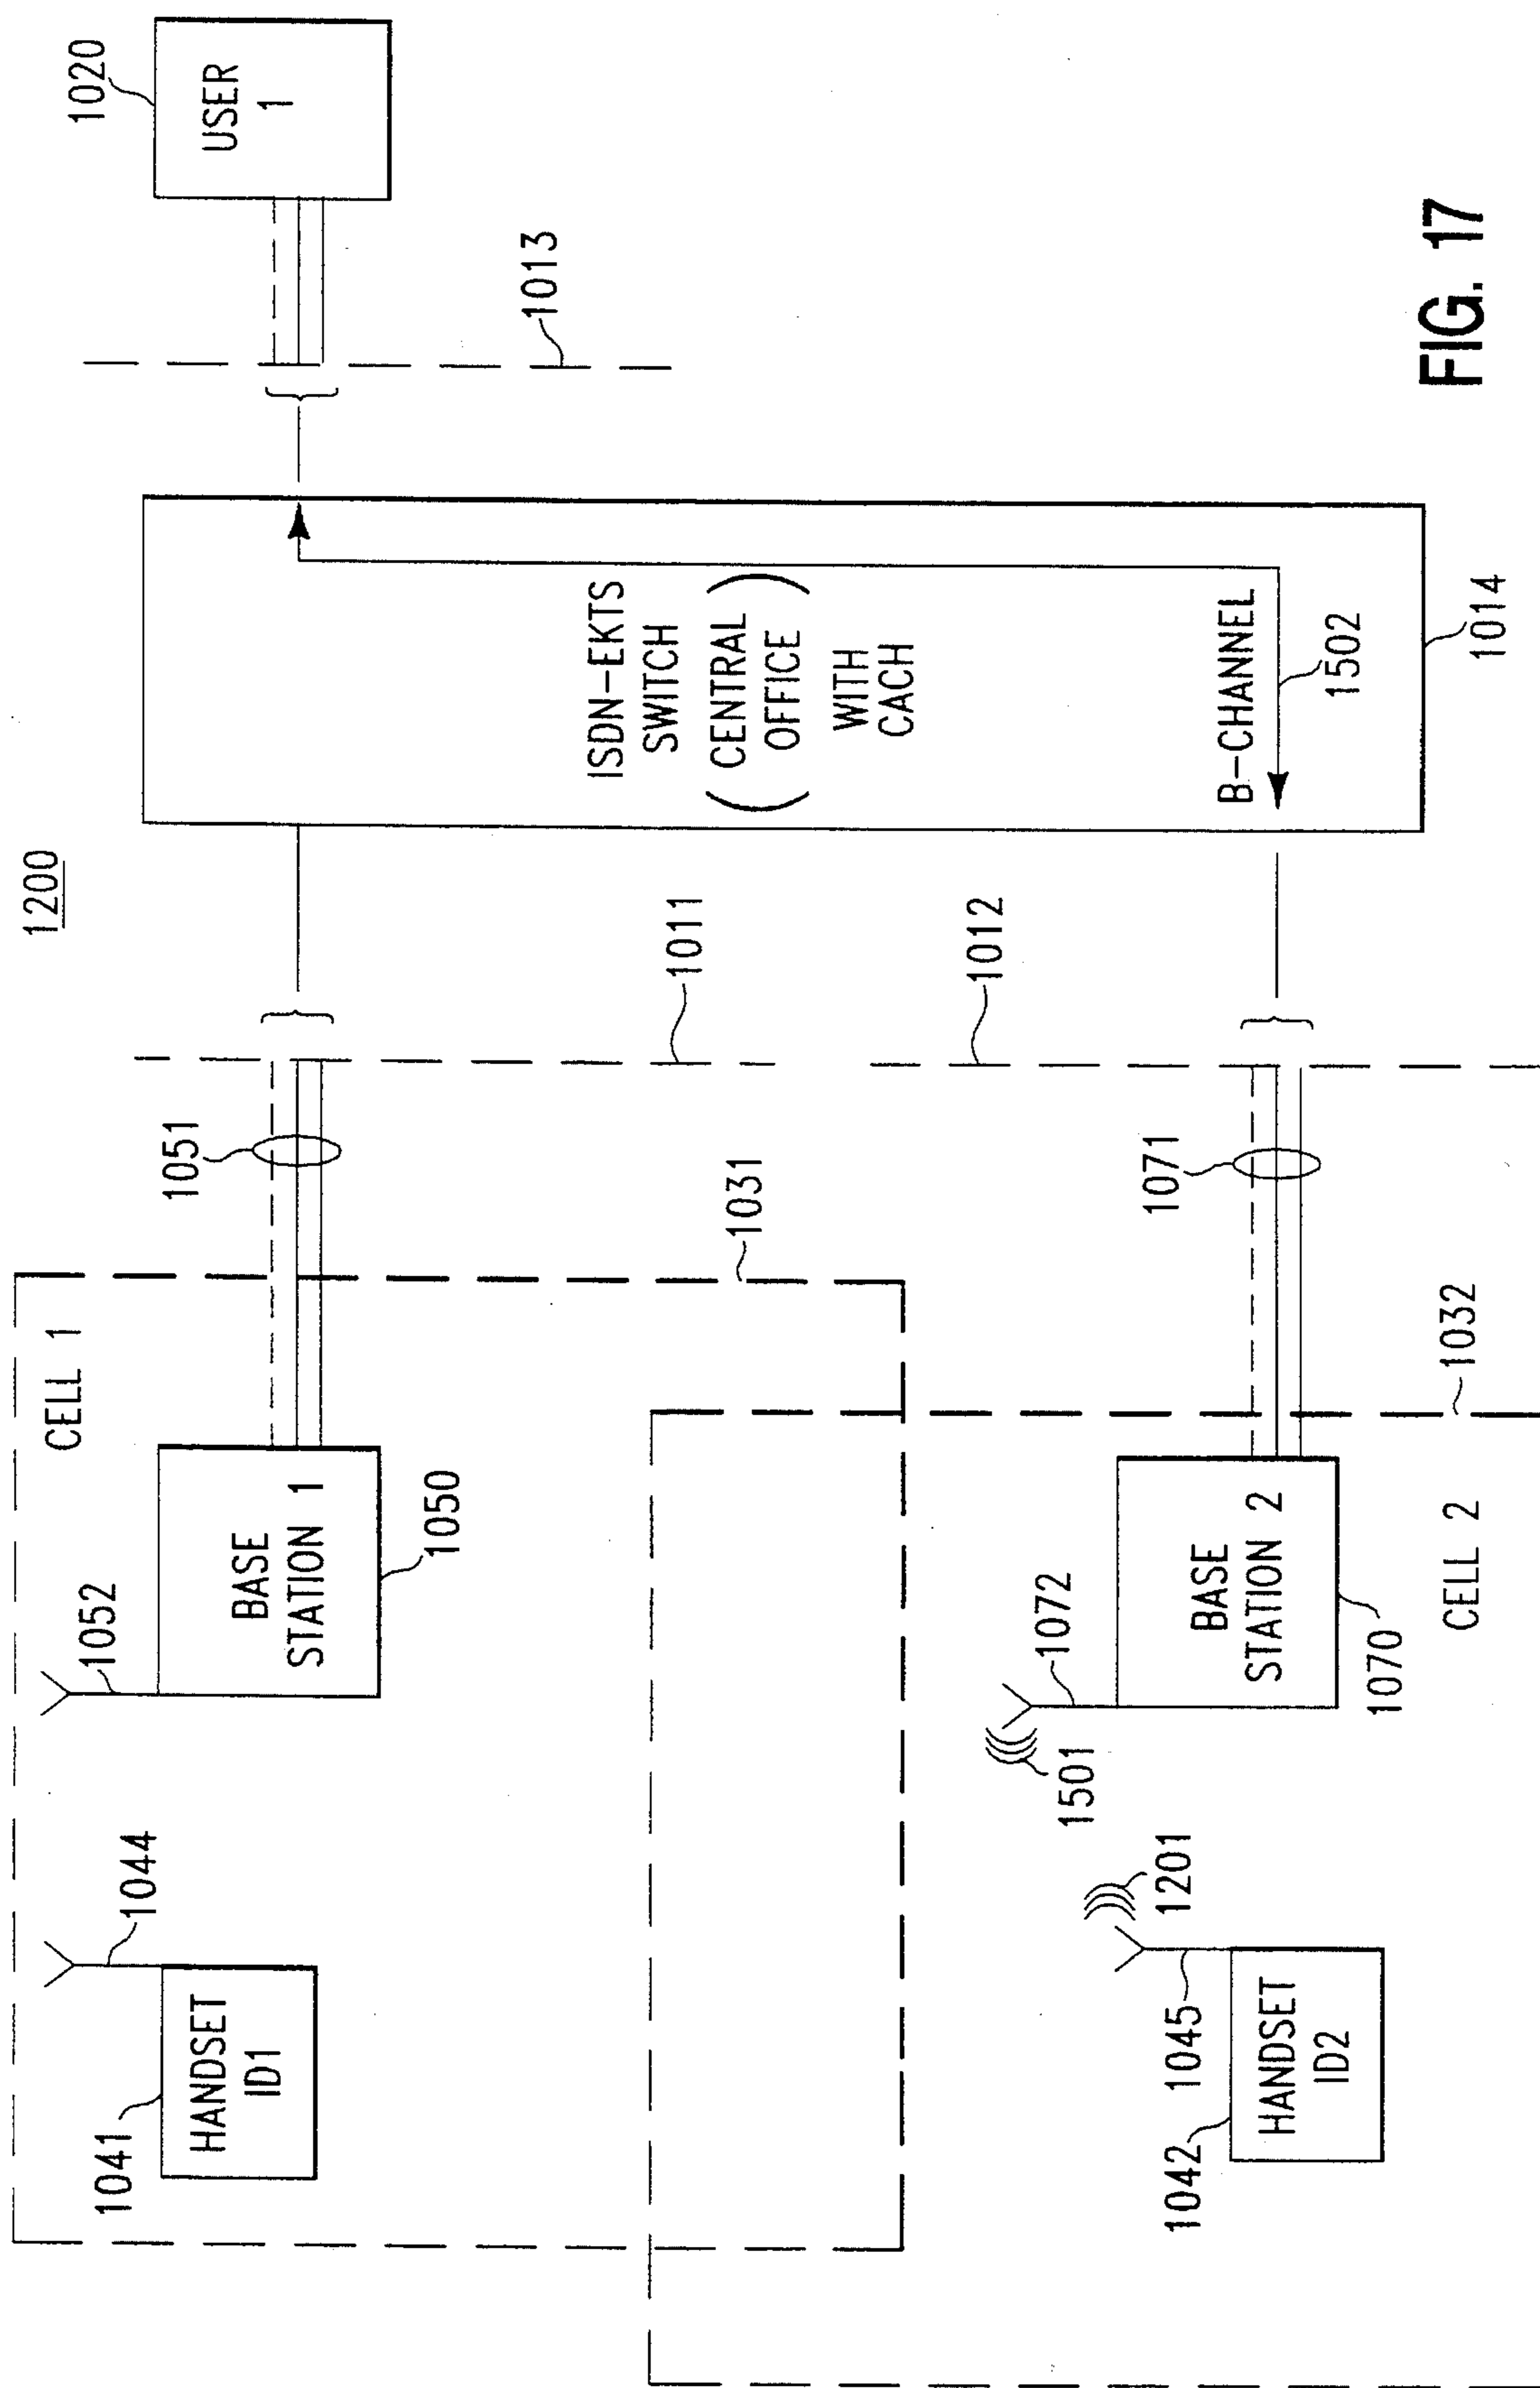 1200
CELL 1
1041
HANDSET
ID1
1044
1052
BASE
STATION 1
1050
1051
1031
1011
ISDN-EKTS
SWITCH
(CENTRAL
OFFICE)
WITH
CACH
B-CHANNEL
1502
1014
1013
1020
USER
1
1012
1042
HANDSET
ID2
1045
1201
1501
1072
BASE
STATION 2
1070
CELL 2
1071
1032
FIG. 17